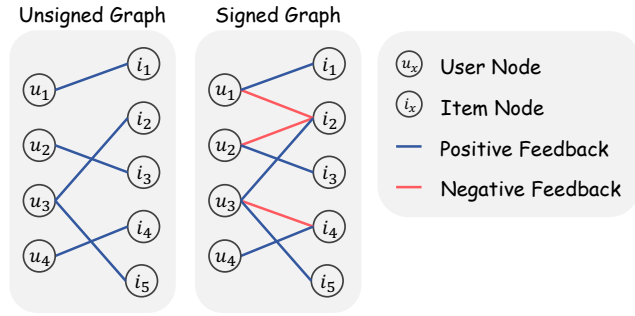 Unsigned Graph
u1
u2
u3
u4
i1
i2
i3
i4
i5
Signed Graph
u1
u2
u3
u4
i1
i2
i3
i4
i5
ux User Node
ix Item Node
Positive Feedback
Negative Feedback